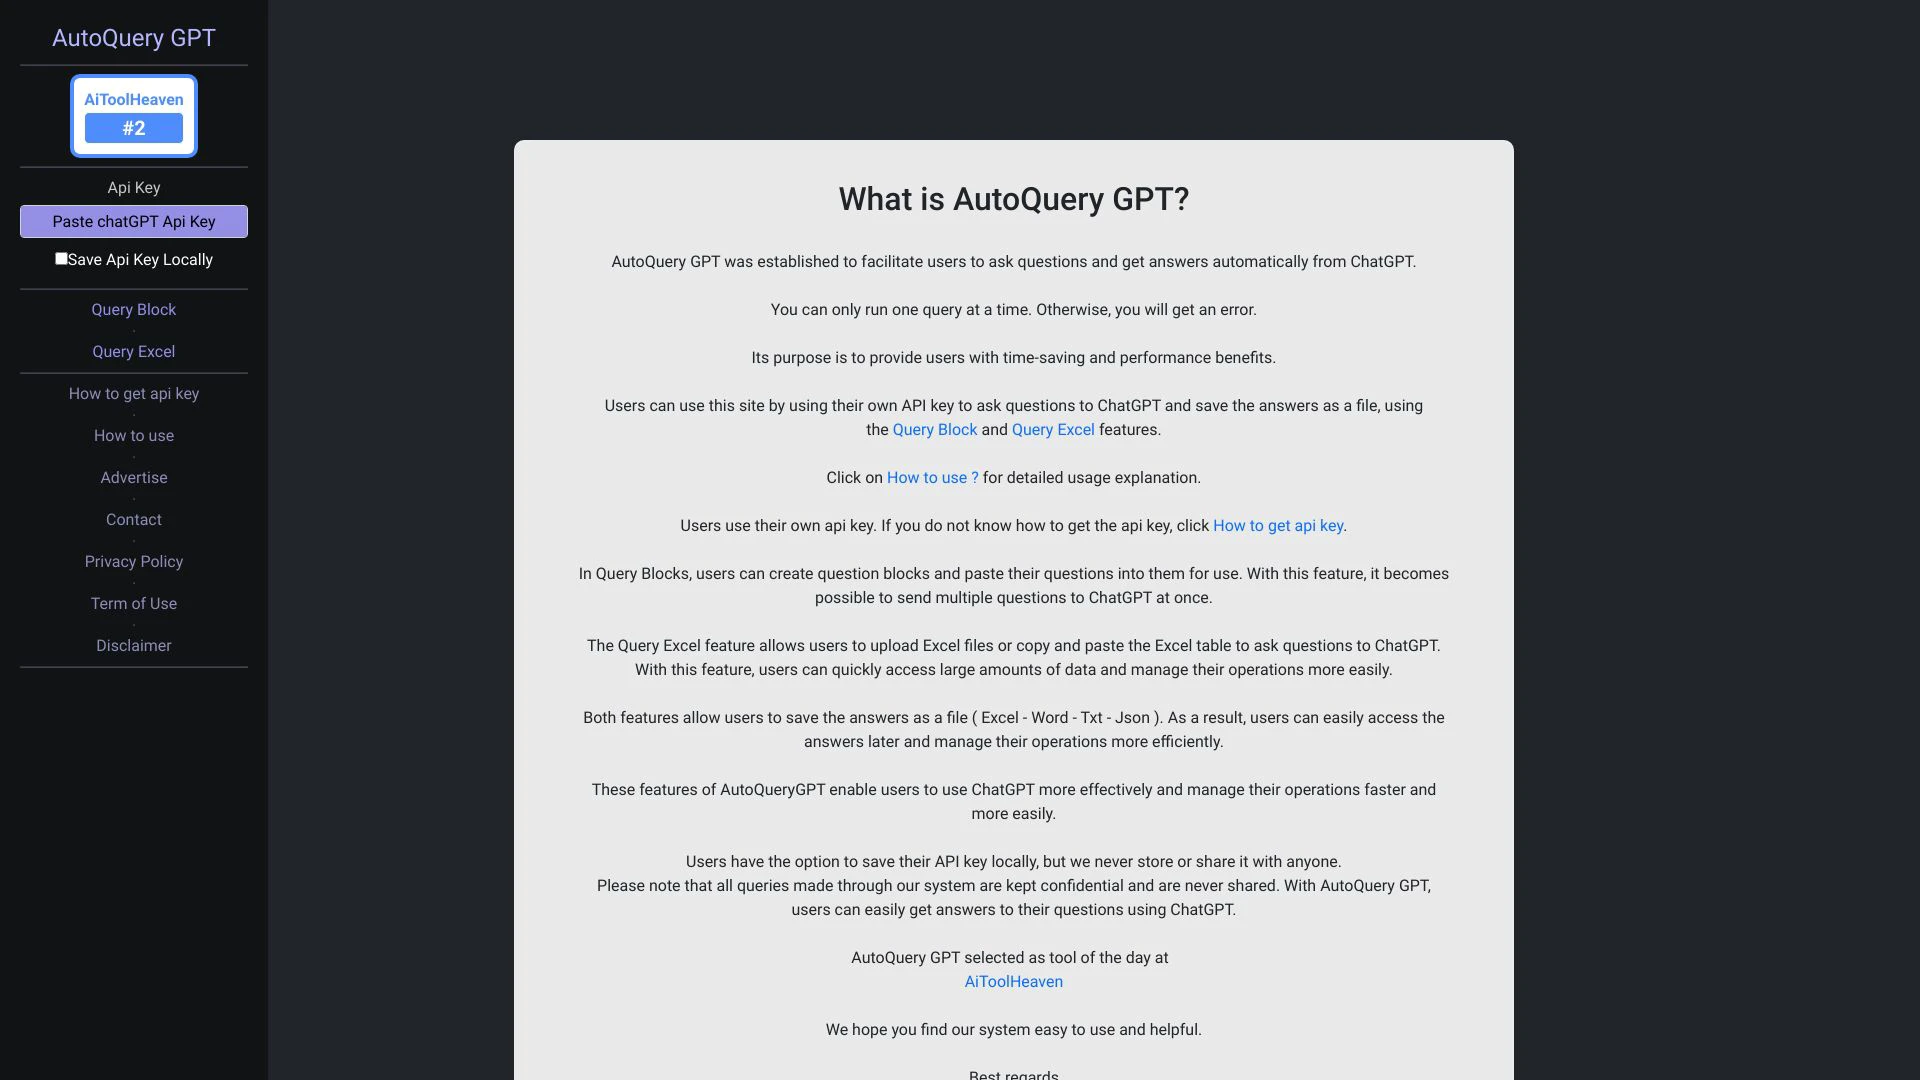 AutoQuery GPT
AiToolHeaven
#2
Api Key
Paste chatGPT Api Key
Save Api Key Locally
Query Block
Query Excel
How to get api key
How to use
Advertise
Contact
Privacy Policy
Term of Use
Disclaimer
What is AutoQuery GPT?
AutoQuery GPT was established to facilitate users to ask questions and get answers automatically from ChatGPT.
You can only run one query at a time. Otherwise, you will get an error.
Its purpose is to provide users with time-saving and performance benefits.
Users can use this site by using their own API key to ask questions to ChatGPT and save the answers as a file, using
the Query Block and Query Excel features.
Click on How to use ? for detailed usage explanation.
Users use their own api key. If you do not know how to get the api key, click How to get api key.
In Query Blocks, users can create question blocks and paste their questions into them for use. With this feature, it becomes
possible to send multiple questions to ChatGPT at once.
The Query Excel feature allows users to upload Excel files or copy and paste the Excel table to ask questions to ChatGPT.
With this feature, users can quickly access large amounts of data and manage their operations more easily.
Both features allow users to save the answers as a file ( Excel - Word - Txt - Json ). As a result, users can easily access the
answers later and manage their operations more efficiently.
These features of AutoQueryGPT enable users to use ChatGPT more effectively and manage their operations faster and
more easily.
Users have the option to save their API key locally, but we never store or share it with anyone.
Please note that all queries made through our system are kept confidential and are never shared. With AutoQuery GPT,
users can easily get answers to their questions using ChatGPT.
AutoQuery GPT selected as tool of the day at
AiToolHeaven
We hope you find our system easy to use and helpful.
Best regards